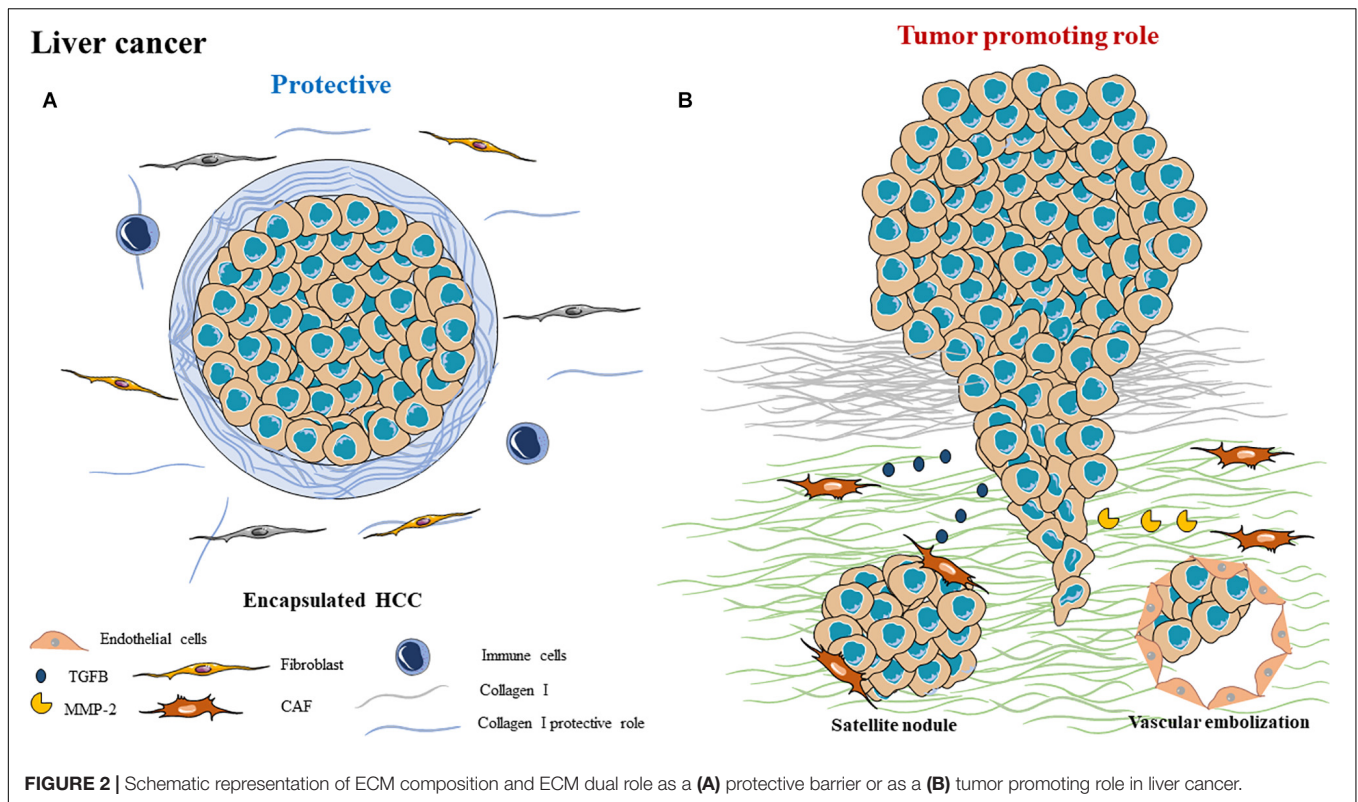 Liver cancer
Protective
A
Encapsulated HCC
Endothelial cells
TGFB
MMP-2
Fibroblast
CAF
Immune cells
Collagen I
Collagen I protective role
Tumor promoting role
B
Satellite nodule
Vascular embolization
FIGURE 2 | Schematic representation of ECM composition and ECM dual role as a (A) protective barrier or as a (B) tumor promoting role in liver cancer.